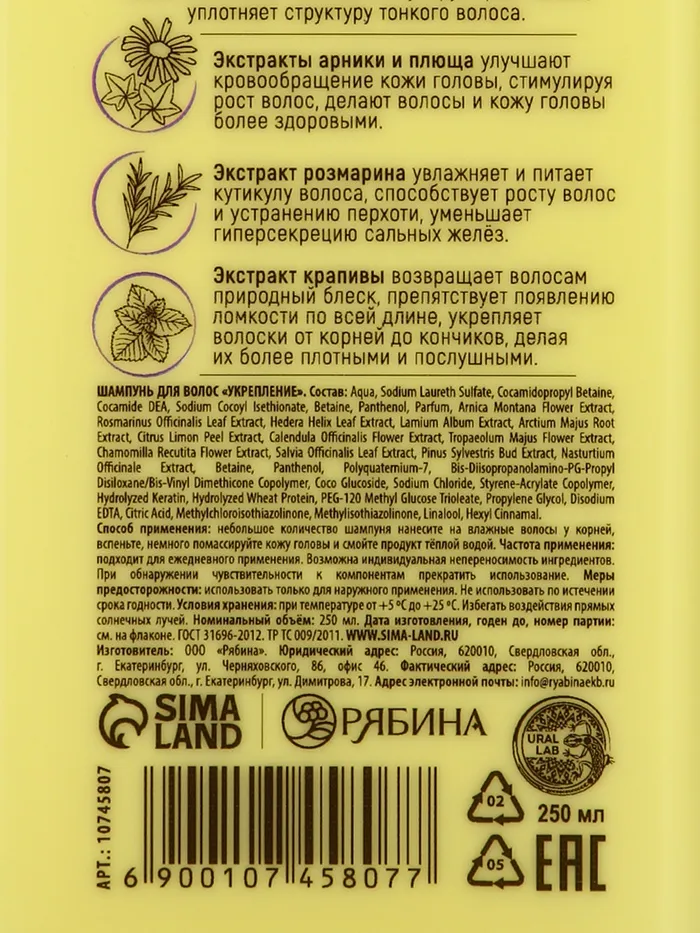 уплотняет структуру тонкого волоса.
Экстракты арники и плюща улучшают
кровообращение кожи головы, стимулируя
рост волос, делают волосы и кожу головы
более здоровыми.
Экстракт розмарина увлажняет и питает
кутикулу волоса, способствует росту волос
и устранению перхоти, уменьшает
гиперсекрецию сальных желёз.
Экстракт крапивы возвращает волосам
природный блеск, препятствует появлению
ломкости по всей длине, укрепляет
волоски от корней до кончиков, делая
их более плотными и послушными.
ШАМПУНЬ ДЛЯ ВОЛОС «УКРЕПЛЕНИЕ». Состав: Aqua, Sodium Laureth Sulfate, Cocamidopropyl Betaine,
Cocamide DEA, Sodium Cocoyl Isethionate, Betaine, Panthenol, Parfum, Arnica Montana Flower Extract,
Rosmarinus Officinalis Leaf Extract, Hedera Helix Leaf Extract, Lamium Album Extract, Arctium Majus Root
Extract, Citrus Limon Peel Extract, Calendula Officinalis Flower Extract, Tropaeolum Majus Flower Extract,
Chamomilla Recutita Flower Extract, Salvia Officinalis Leaf Extract, Pinus Sylvestris Bud Extract, Nasturtium
Officinale Extract, Betaine, Panthenol, Polyquaternium-7, Bis-Diisopropanolamino-PG-Propyl
Disiloxane/Bis-Vinyl Dimethicone Copolymer, Coco Glucoside, Sodium Chloride, Styrene-Acrylate Copolymer,
Hydrolyzed Keratin, Hydrolyzed Wheat Protein, PEG-120 Methyl Glucose Trioleate, Propylene Glycol, Disodium
EDTA, Citric Acid, Methylchloroisothiazolinone, Methylisothiazolinone, Linalool, Hexyl Cinnamal.
Способ применения: небольшое количество шампуня нанесите на влажные волосы у корней,
вспеньте, немного помассируйте кожу головы и смойте продукт тёплой водой. Частота применения:
подходит для ежедневного применения. Возможна индивидуальная непереносимость ингредиентов.
При обнаружении чувствительности к компонентам прекратить использование. Меры
предосторожности: использовать только для наружного применения. Не использовать по истечении
срока годности. Условия хранения: при температуре от +5 ºC до +25 ºC. Избегать воздействия прямых
солнечных лучей. Номинальный объём: 250 мл. Дата изготовления, годен до, номер партии:
см. на флаконе. ГОСТ 31696-2012. ТР ТС 009/2011. WWW.SIMA-LAND.RU
Изготовитель: ООО «Рябина». Юридический адрес: Россия, 620010, Свердловская обл.,
г. Екатеринбург, ул. Черняховского, 86, офис 46. Фактический адрес: Россия, 620010,
Свердловская обл., г. Екатеринбург, ул. Димитрова, 17. Адрес электронной почты: info@ryabinaekb.ru
SIMA
LAND
РЯБИНА
URAL
LAB
АРТ.: 10745807
6 900107 458077
02
250 мл
05
EAC